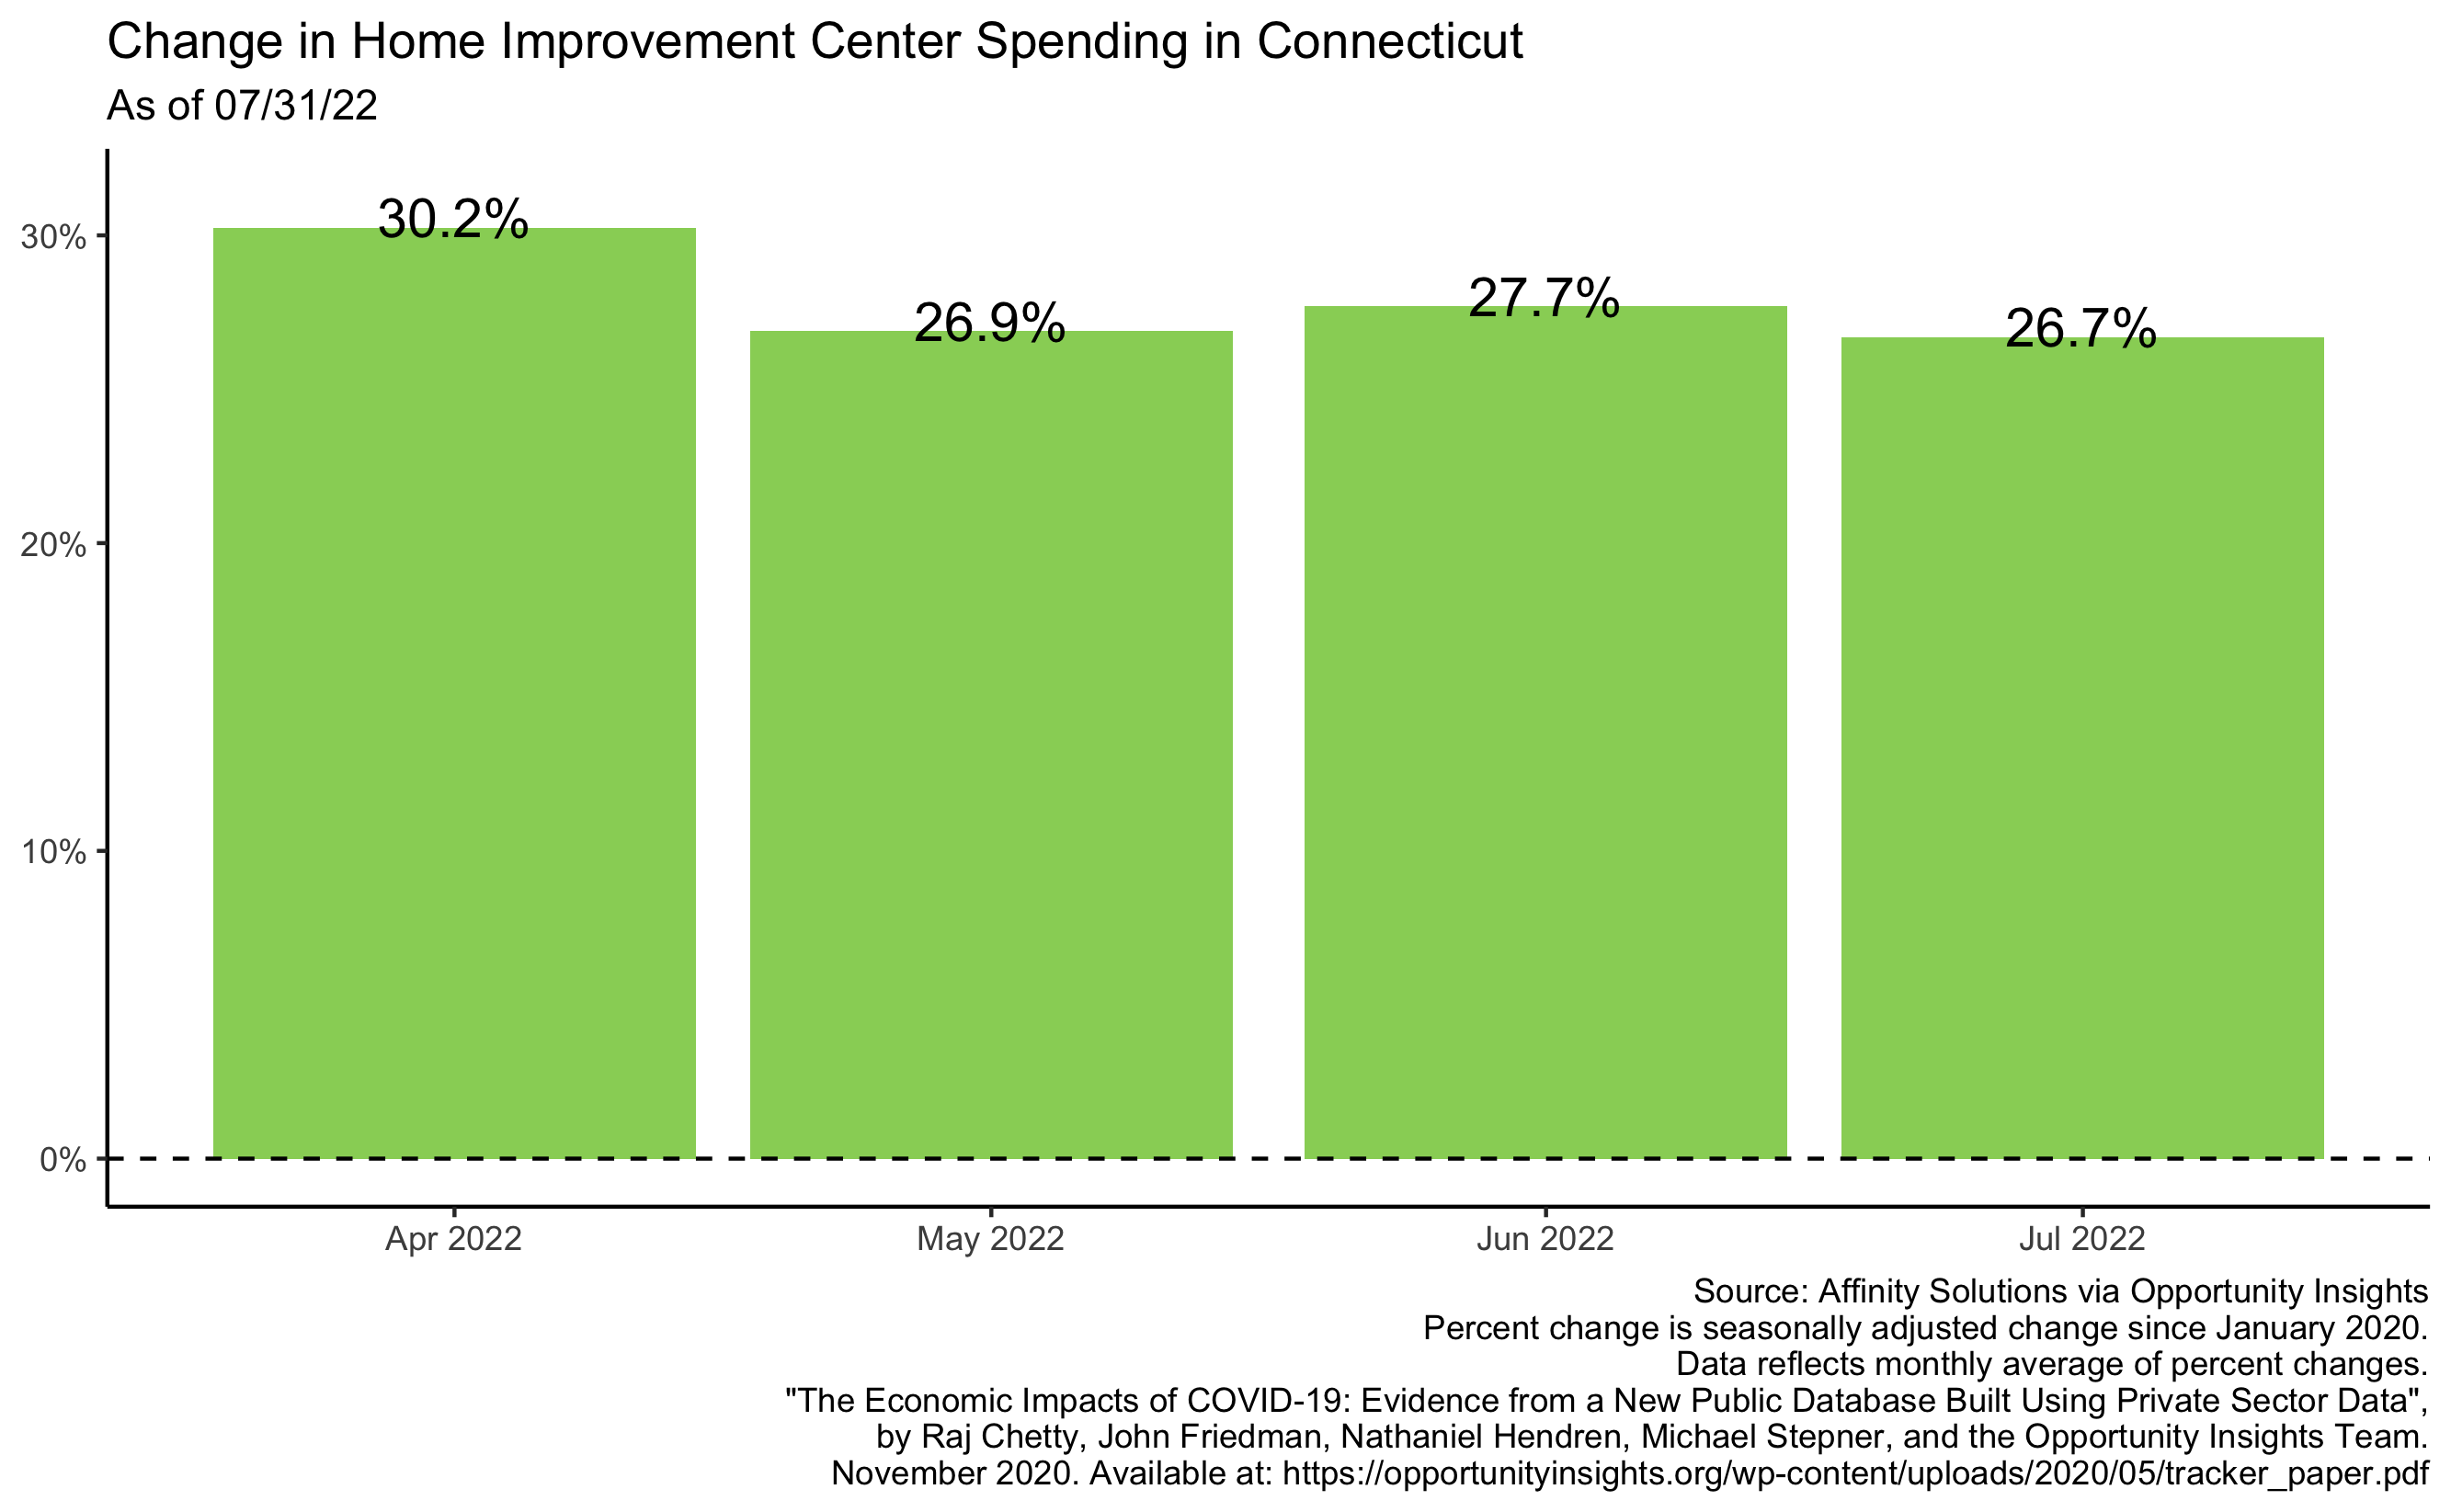 Change in Home Improvement Center Spending in Connecticut
As of 07/31/22
30.2%
26.9%
27.7%
26.7%
30%
20%
10%
0%
Apr 2022
May 2022
Jun 2022
Jul 2022
Source: Affinity Solutions via Opportunity Insights
Percent change is seasonally adjusted change since January 2020.
Data reflects monthly average of percent changes.
"The Economic Impacts of COVID-19: Evidence from a New Public Database Built Using Private Sector Data",
by Raj Chetty, John Friedman, Nathaniel Hendren, Michael Stepner, and the Opportunity Insights Team.
November 2020. Available at: https://opportunityinsights.org/wp-content/uploads/2020/05/tracker_paper.pdf